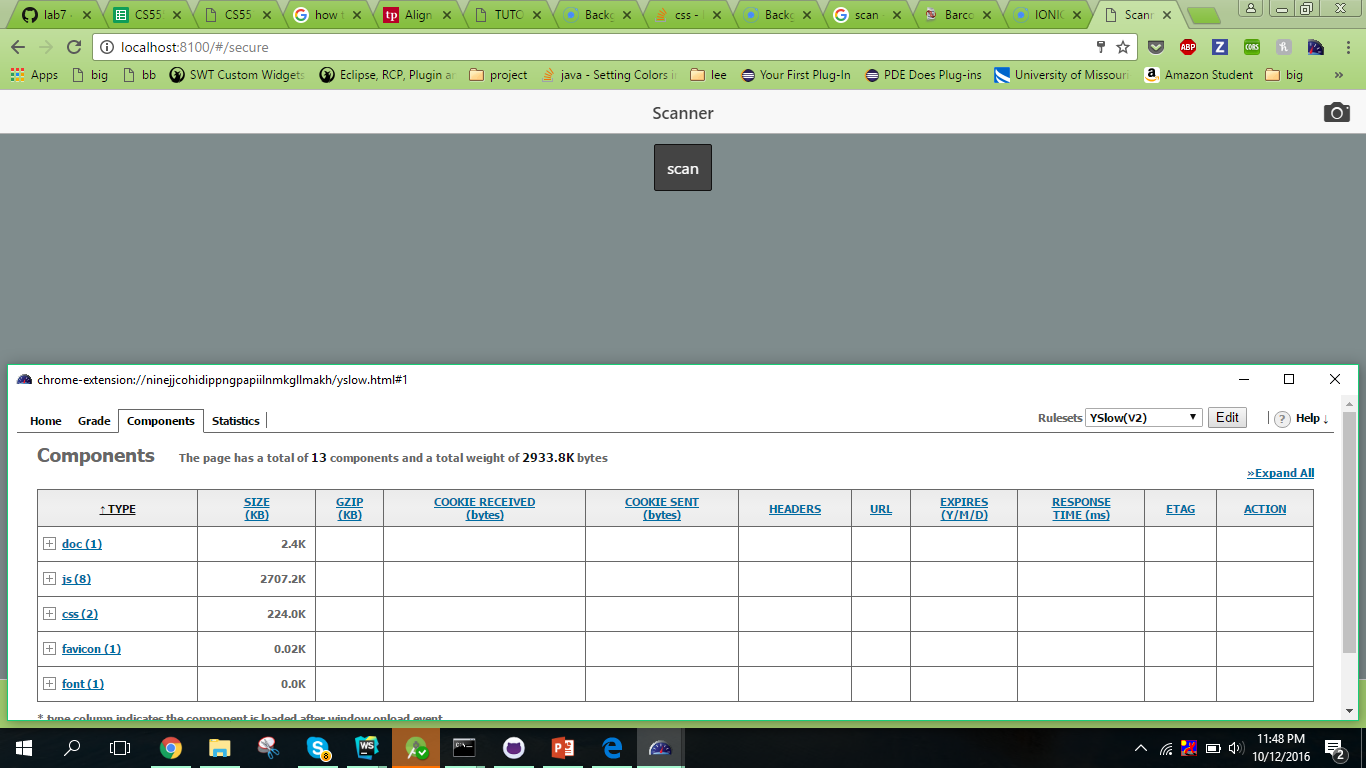 lab7
CS55
CS55
how t
tp Align
TUTO
Backg
css -
Backg
scan
Barco
IONIC
Scann
localhost:8100/#/secure
ABP
Z
CORS
Apps
big
bb
SWT Custom Widgets
Eclipse, RCP, Plugin ar
project
java - Setting Colors i
lee
Your First Plug-In
PDE Does Plug-ins
University of Missouri
Amazon Student
big
»
Scanner
scan
chrome-extension://ninejjcohidippngpapiilnmkgllmakh/yslow.html#1
Home Grade Components Statistics
Rulesets YSlow(V2) Edit ? Help ↓
Components The page has a total of 13 components and a total weight of 2933.8K bytes
»Expand All
↑ TYPE
SIZE
(KB)
GZIP
(KB)
COOKIE RECEIVED
(bytes)
COOKIE SENT
(bytes)
HEADERS
URL
EXPIRES
(Y/M/D)
RESPONSE
TIME (ms)
ETAG
ACTION
doc (1) 2.4K
js (8) 2707.2K
css (2) 224.0K
favicon (1) 0.02K
font (1) 0.0K
* type column indicates the component is loaded after window onload event
WS
8
11:48 PM
10/12/2016
2